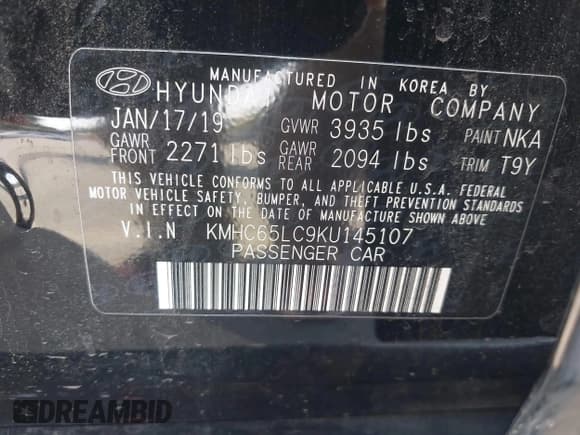 MANUFACTURED IN KOREA BY
HYUNDAI MOTOR COMPANY
JAN/17/19 GVWR 3935 lbs PAINT NKA
GAWR FRONT 2271 lbs GAWR REAR 2094 lbs TRIM T9Y
THIS VEHICLE CONFORMS TO ALL APPLICABLE U.S.A. FEDERAL
MOTOR VEHICLE SAFETY, BUMPER, AND THEFT PREVENTION STANDARDS
IN EFFECT ON THE DATE OF MANUFACTURE SHOWN ABOVE
V.I.N KMHC65LC9KU145107
PASSENGER CAR
DREAMBID